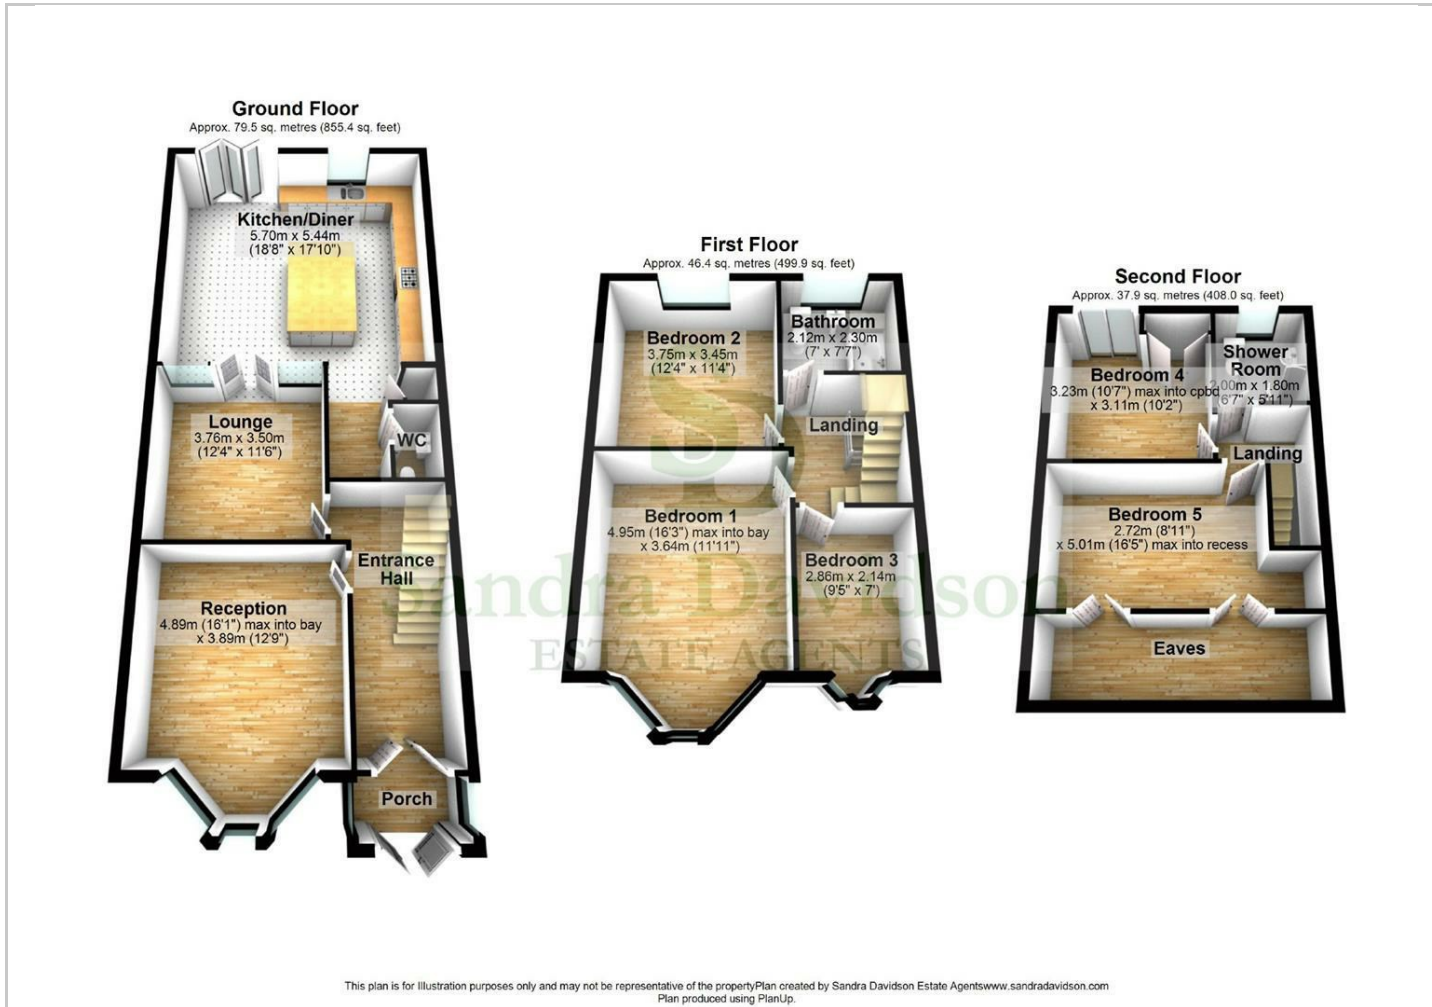 Ground Floor
Approx. 79.5 sq. metres (855.4 sq. feet)
Kitchen/Diner
5.70m x 5.44m
(18'8" x 17'10")
Lounge
3.76m x 3.50m
(12'4" x 11'6")
WC
Entrance
Hall
Reception
4.89m (16'1") max into bay
x 3.89m (12'9")
Porch
First Floor
Approx. 46.4 sq. metres (499.9 sq. feet)
Bedroom 2
3.75m x 3.45m
(12'4" x 11'4")
Bathroom
2.12m x 2.30m
(7' x 7'7")
Landing
Bedroom 1
4.95m (16'3") max into bay
x 3.64m (11'11")
Bedroom 3
2.86m x 2.14m
(9'5" x 7')
Second Floor
Approx. 37.9 sq. metres (408.0 sq. feet)
Bedroom 4
3.23m (10'7") max into cpbd
x 3.11m (10'2")
Shower
Room
2.00m x 1.80m
(6'7" x 5'11")
Landing
Bedroom 5
2.72m (8'11")
x 5.01m (16'5") max into recess
Eaves
SD
Sandra Davidson
ESTATE AGENTS
This plan is for Illustration purposes only and may not be representative of the propertyPlan created by Sandra Davidson Estate Agentswww.sandradavidson.com
Plan produced using PlanUp.